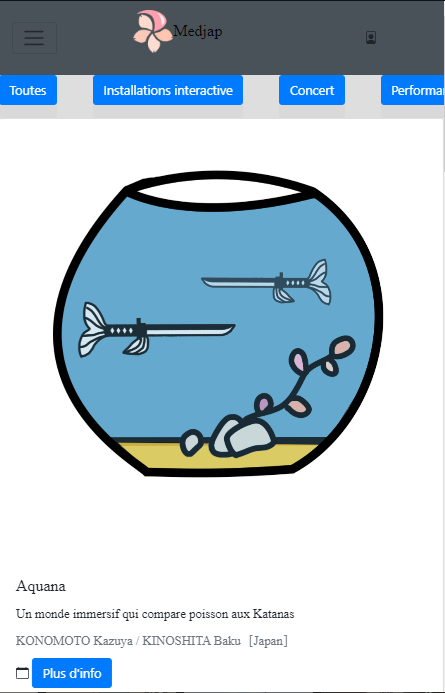 Medjap
Toutes Installations interactive Concert Performa
Aquana
Un monde immersif qui compare poisson aux Katanas
KONOMOTO Kazuya / KINOSHITA Baku [Japan]
Plus d'info